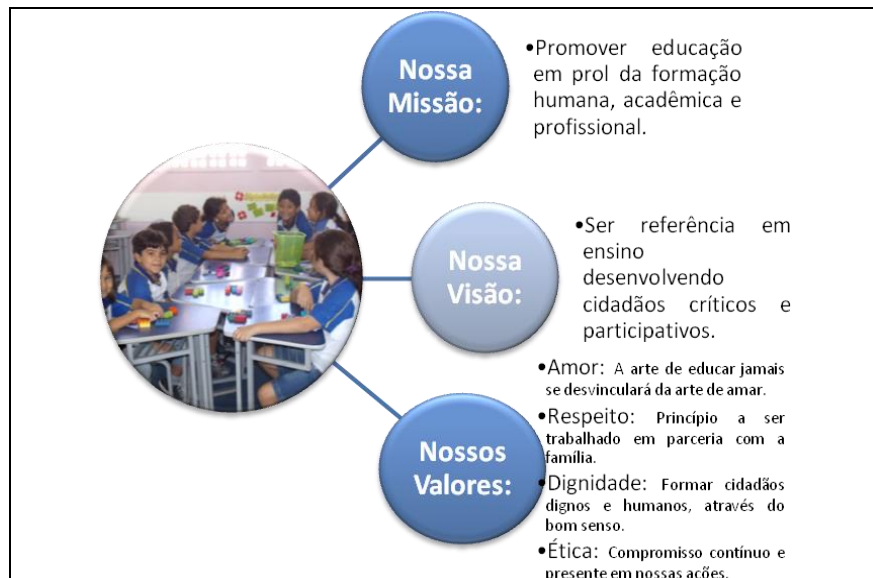 Nossa
Missão:
•Promover educação
em prol da formação
humana, acadêmica e
profissional.
Nossa
Visão:
•Ser referência em
ensino
desenvolvendo
cidadãos críticos e
participativos.
Nossos
Valores:
•Amor: A arte de educar jamais
se desvinculará da arte de amar.
•Respeito: Princípio a ser
trabalhado em parceria com a
família.
•Dignidade: Formar cidadãos
dignos e humanos, através do
bom senso.
•Ética: Compromisso contínuo e
presente em nossas ações.